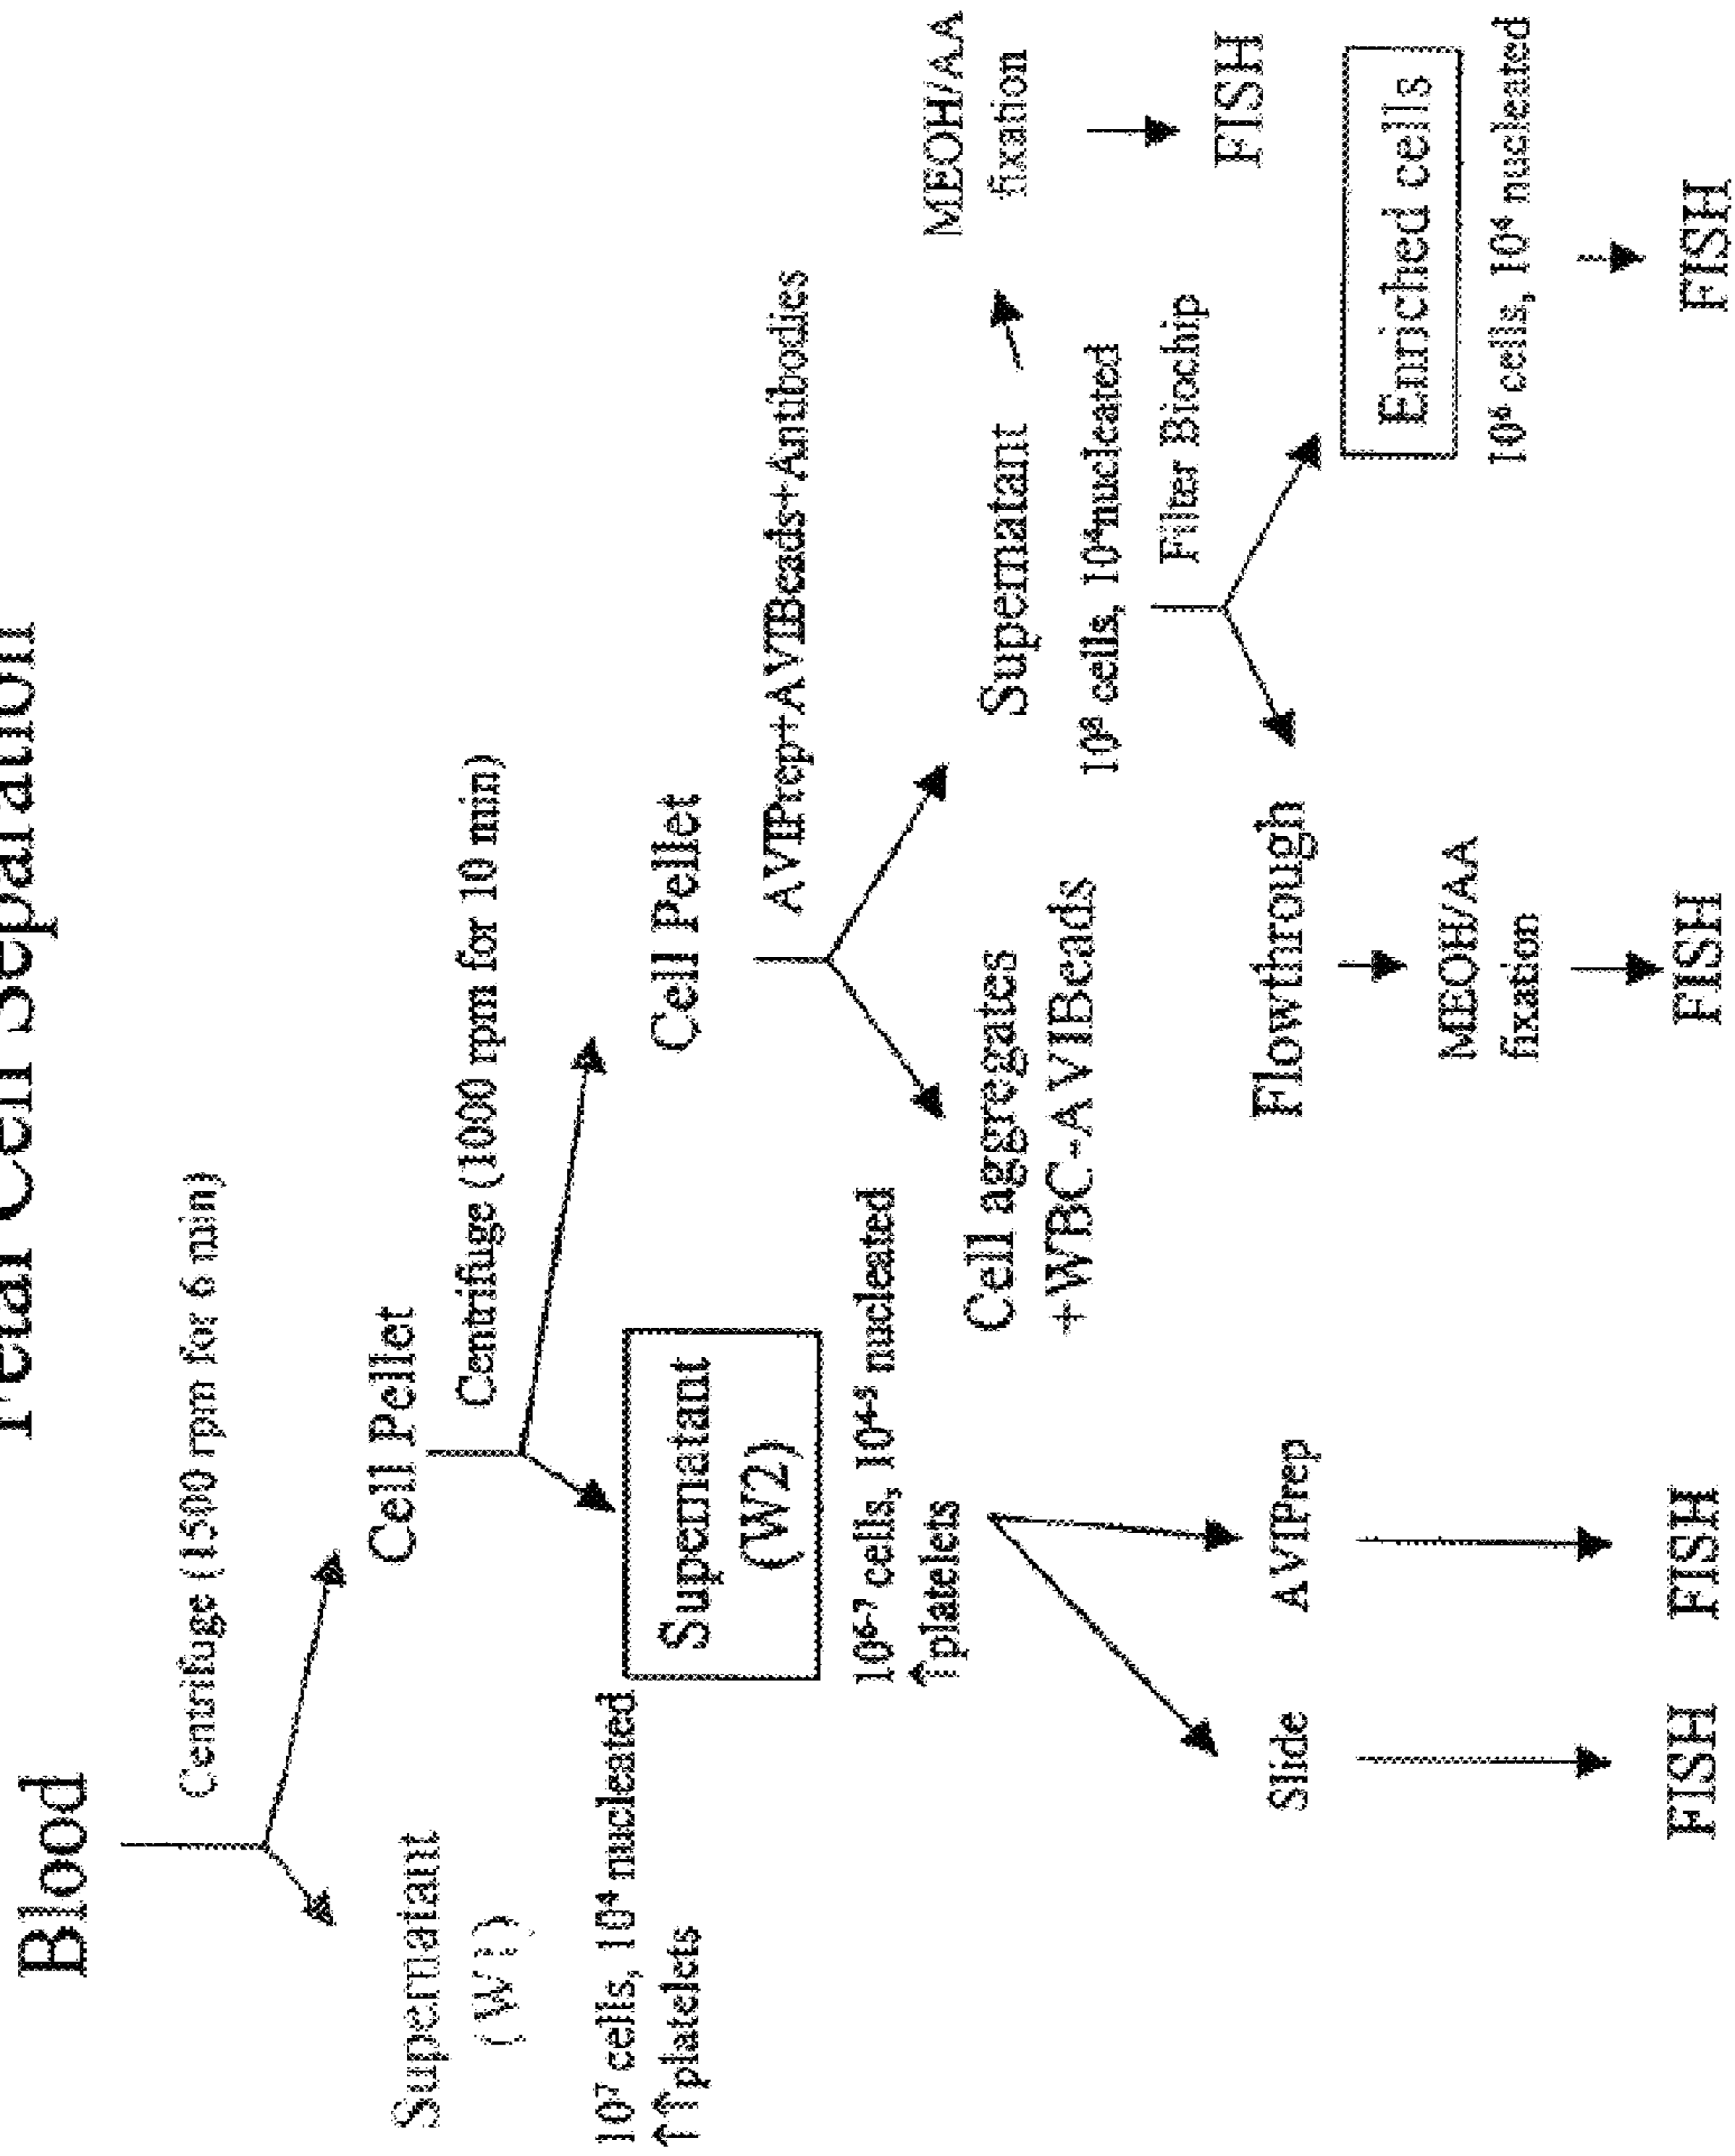 Fetal Cell Separation
Blood
Centrifuge (1500 rpm for 6 min)
Supernatant
(W1)
10⁷ cells, 10⁴ nucleated
↑↑platelets
Cell Pellet
Centrifuge (1000 rpm for 10 min)
Supernatant
(W2)
10⁶⁻⁷ cells, 10⁴⁻⁵ nucleated
↑platelets
Cell Pellet
AVIPrep+AVIBeads+Antibodies
Cell aggregates
+WBC-AVIBeads
Supernatant
10⁸ cells, 10⁴nucleated
MEOH/AA
fixation
FISH
Filter Biochip
Slide
AVIPrep
Flowthrough
Enriched cells
10⁶ cells, 10⁴ nucleated
MEOH/AA
fixation
FISH
FISH
FISH
FISH